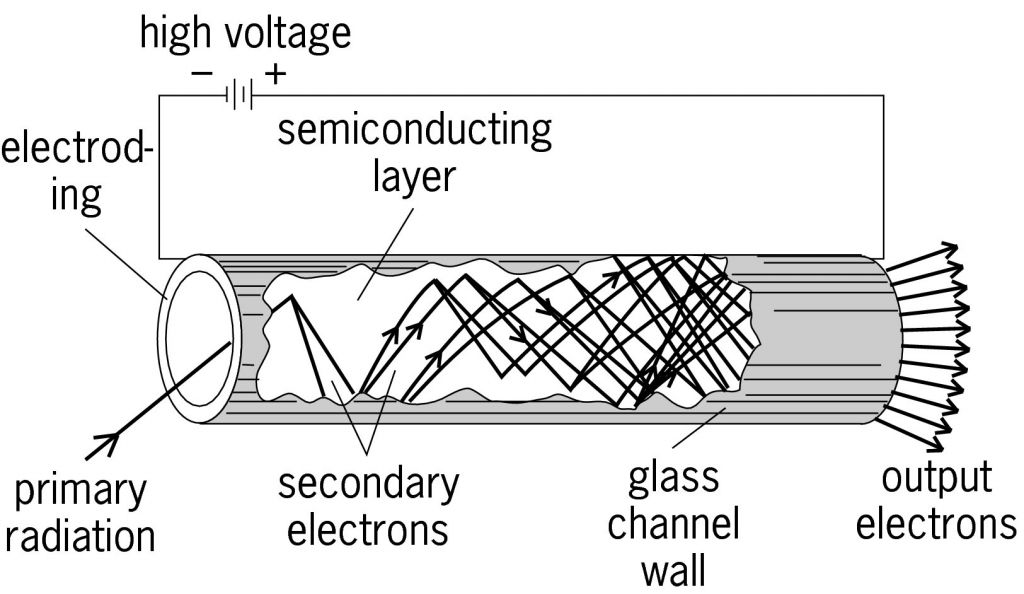 high voltage
− +
electrod-
ing
semiconducting
layer
primary
radiation
secondary
electrons
glass
channel
wall
output
electrons